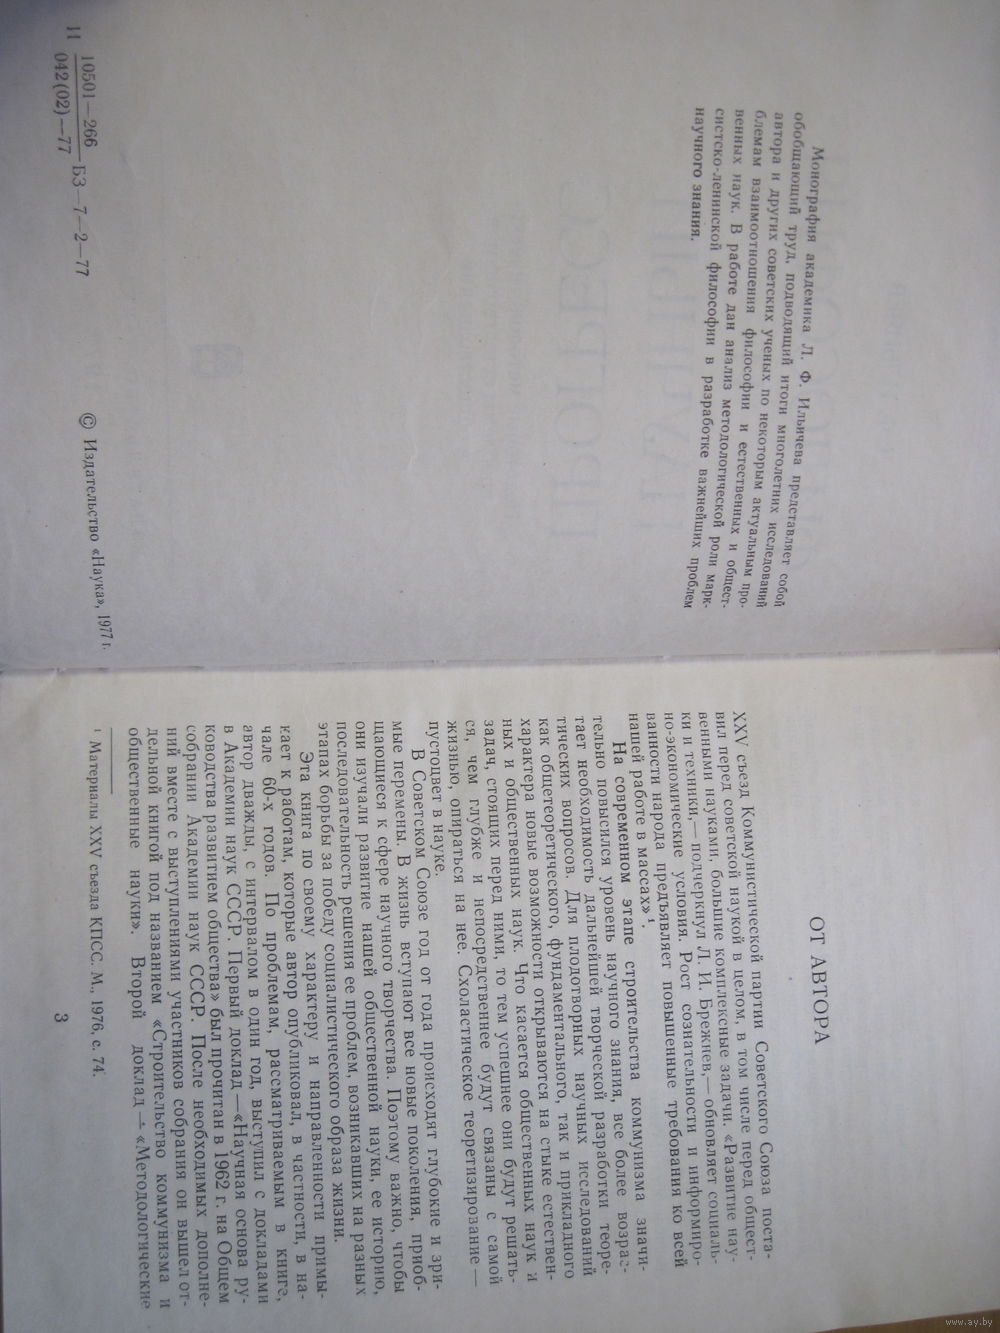 Монография академика Л. Ф. Ильичева представляет собой
обобщающий труд, подводящий итоги многолетних исследований
автора и других советских ученых по некоторым актуальным про-
блемам взаимоотношения философии и естественных и общест-
венных наук. В работе дан анализ методологической роли марк-
систско-ленинской философии в разработке важнейших проблем
научного знания.
И 10501—266
042(02)—77 БЗ—7—2—77
© Издательство «Наука», 1977 г.
ОТ АВТОРА
XXV съезд Коммунистической партии Советского Союза поста-
вил перед советской наукой в целом, в том числе перед общест-
венными науками, большие комплексные задачи. «Развитие нау-
ки и техники,— подчеркнул Л. И. Брежнев,— обновляет социаль-
но-экономические условия. Рост сознательности и информиро-
ванности народа предъявляет повышенные требования ко всей
нашей работе в массах» ¹.
На современном этапе строительства коммунизма значи-
тельно повысился уровень научного знания, все более возрас-
тает необходимость дальнейшей творческой разработки теоре-
тических вопросов. Для плодотворных научных исследований
как общетеоретического, фундаментального, так и прикладного
характера новые возможности открываются на стыке естествен-
ных и общественных наук. Что касается общественных наук и
задач, стоящих перед ними, то тем успешнее они будут решать-
ся, чем глубже и непосредственнее будут связаны с самой
жизнью, опираться на нее. Схоластическое теоретизирование —
пустоцвет в науке.
В Советском Союзе год от года происходят глубокие и зри-
мые перемены. В жизнь вступают все новые поколения, приоб-
щающиеся к сфере научного творчества. Поэтому важно, чтобы
они изучали развитие нашей общественной науки, ее историю,
последовательность решения ее проблем, возникавших на разных
этапах борьбы за победу социалистического образа жизни.
Эта книга по своему характеру и направленности примы-
кает к работам, которые автор опубликовал, в частности, в на-
чале 60-х годов. По проблемам, рассматриваемым в книге,
автор дважды, с интервалом в один год, выступил с докладами
в Академии наук СССР. Первый доклад — «Научная основа ру-
ководства развитием общества» был прочитан в 1962 г. на Общем
собрании Академии наук СССР. После необходимых дополне-
ний вместе с выступлениями участников собрания он вышел от-
дельной книгой под названием «Строительство коммунизма и
общественные науки». Второй доклад — «Методологические
¹ Материалы XXV съезда КПСС. М., 1976, с. 74.
3
www.ay.by